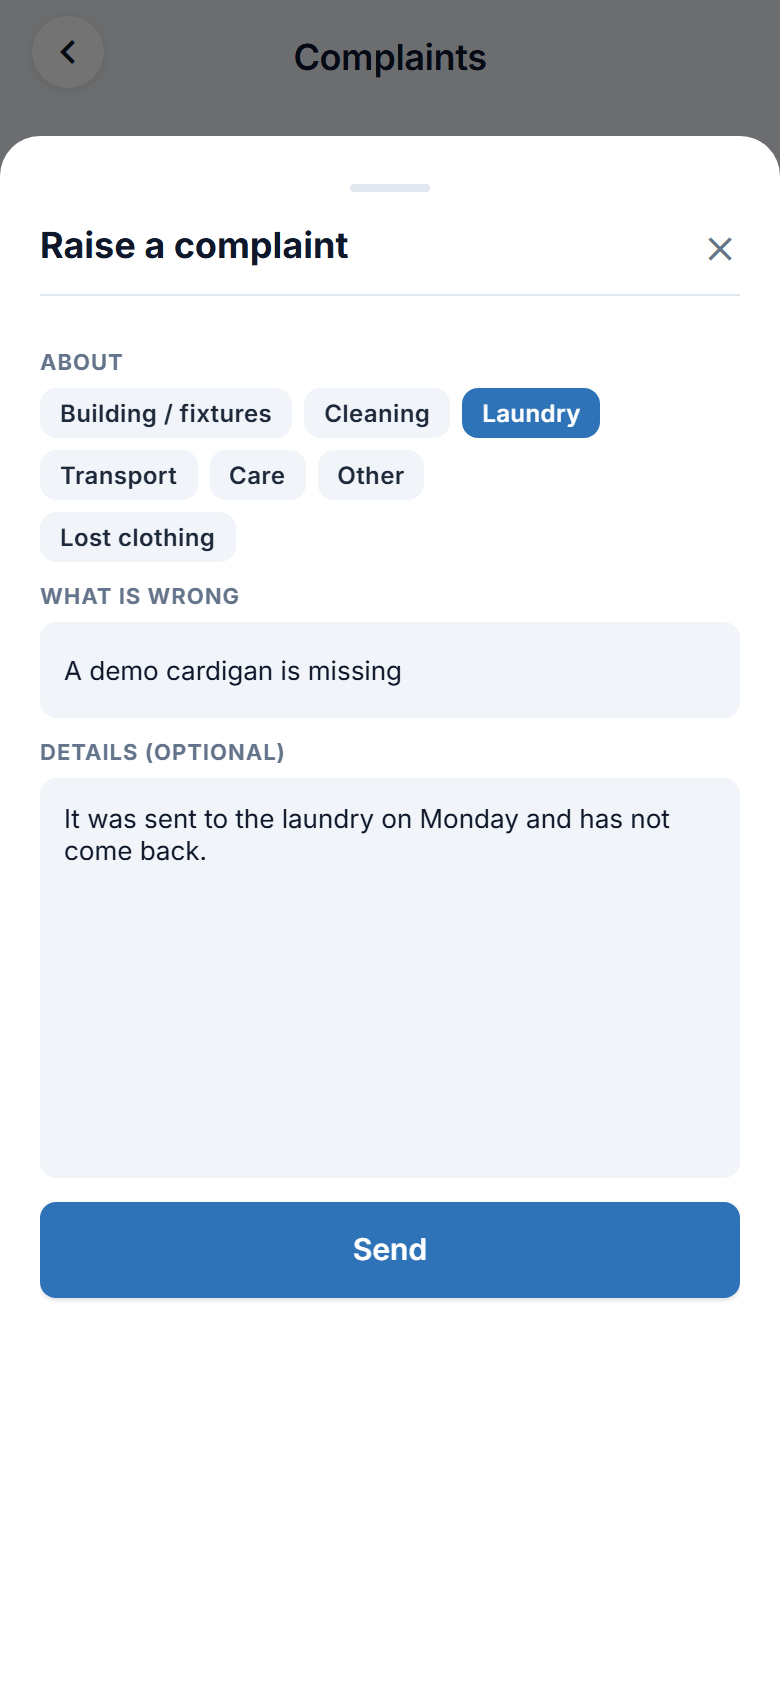 Complaints
Raise a complaint
ABOUT
Building / fixtures
Cleaning
Laundry
Transport
Care
Other
Lost clothing
WHAT IS WRONG
A demo cardigan is missing
DETAILS (OPTIONAL)
It was sent to the laundry on Monday and has not
come back.
Send